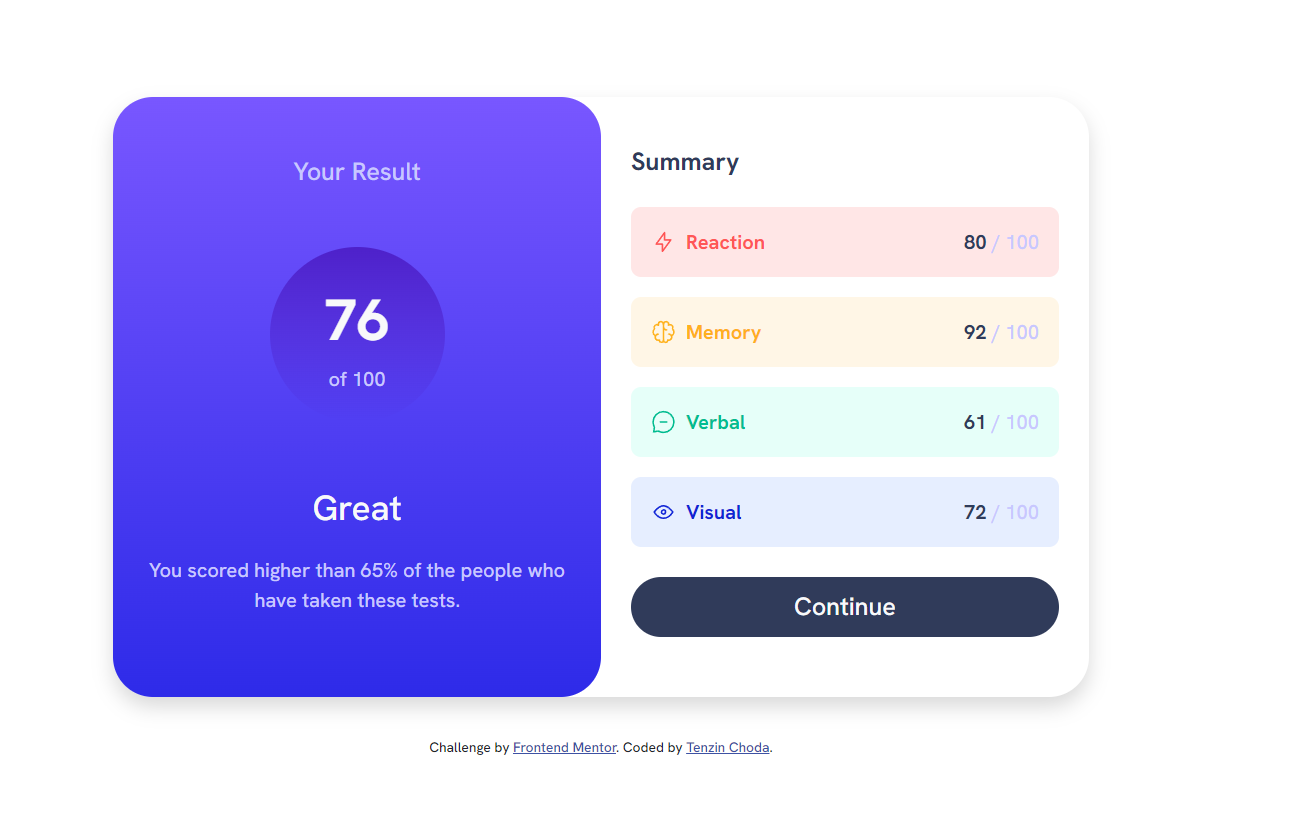 Your Result
76
of 100
Great
You scored higher than 65% of the people who
have taken these tests.
Summary
Reaction 80 / 100
Memory 92 / 100
Verbal 61 / 100
Visual 72 / 100
Continue
Challenge by Frontend Mentor. Coded by Tenzin Choda.